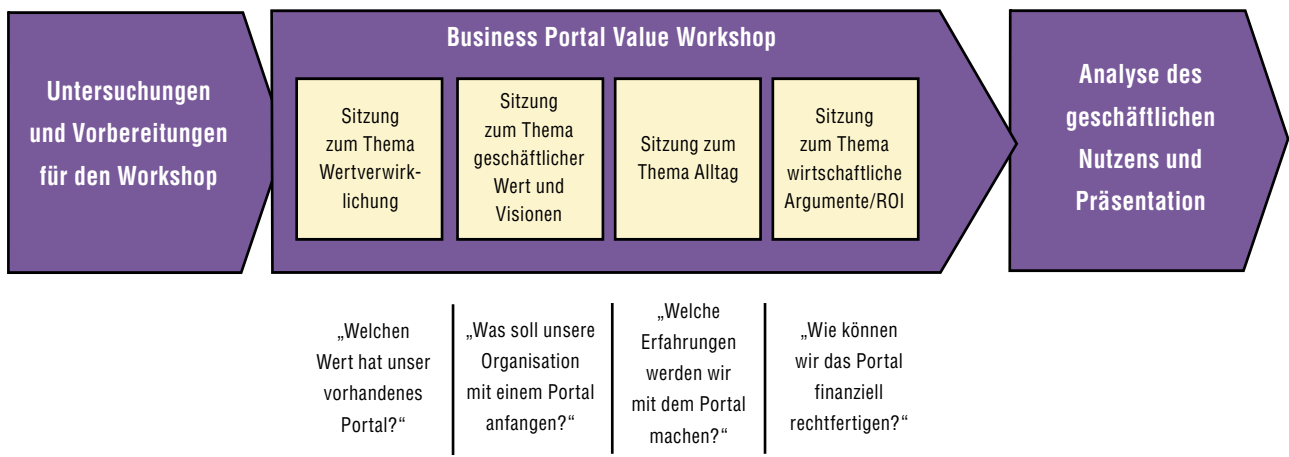 Untersuchungen
und Vorbereitungen
für den Workshop
Business Portal Value Workshop
Sitzung
zum Thema
Wertverwirk-
lichung
Sitzung
zum Thema
geschäftlicher
Wert und
Visionen
Sitzung zum
Thema Alltag
Sitzung
zum Thema
wirtschaftliche
Argumente/ROI
Analyse des
geschäftlichen
Nutzens und
Präsentation
„Welchen
Wert hat unser
vorhandenes
Portal?“
„Was soll unsere
Organisation
mit einem Portal
anfangen?“
„Welche
Erfahrungen
werden wir
mit dem Portal
machen?“
„Wie können
wir das Portal
finanziell
rechtfertigen?“